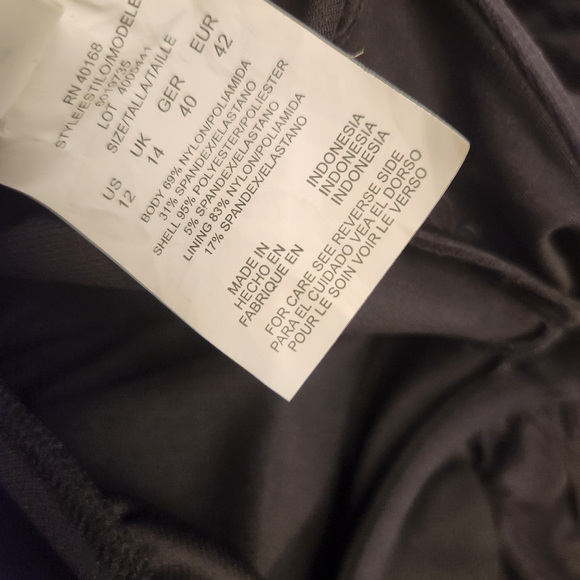 RN 40168
STYLE/ESTILO/MODELE
LOT
SIZE/TALLA/TAILLE
US UK GER EUR
12 14 40 42
BODY 69% NYLON/POLIAMIDA
31% SPANDEX/ELASTANO
SHELL 95% POLYESTER/POLIESTER
5% SPANDEX/ELASTANO
LINING 83% NYLON/POLIAMIDA
17% SPANDEX/ELASTANO
MADE IN INDONESIA
HECHO EN INDONESIA
FABRIQUE EN INDONESIA
FOR CARE SEE REVERSE SIDE
PARA EL CUIDADO VEA EL DORSO
POUR LE SOIN VOIR LE VERSO